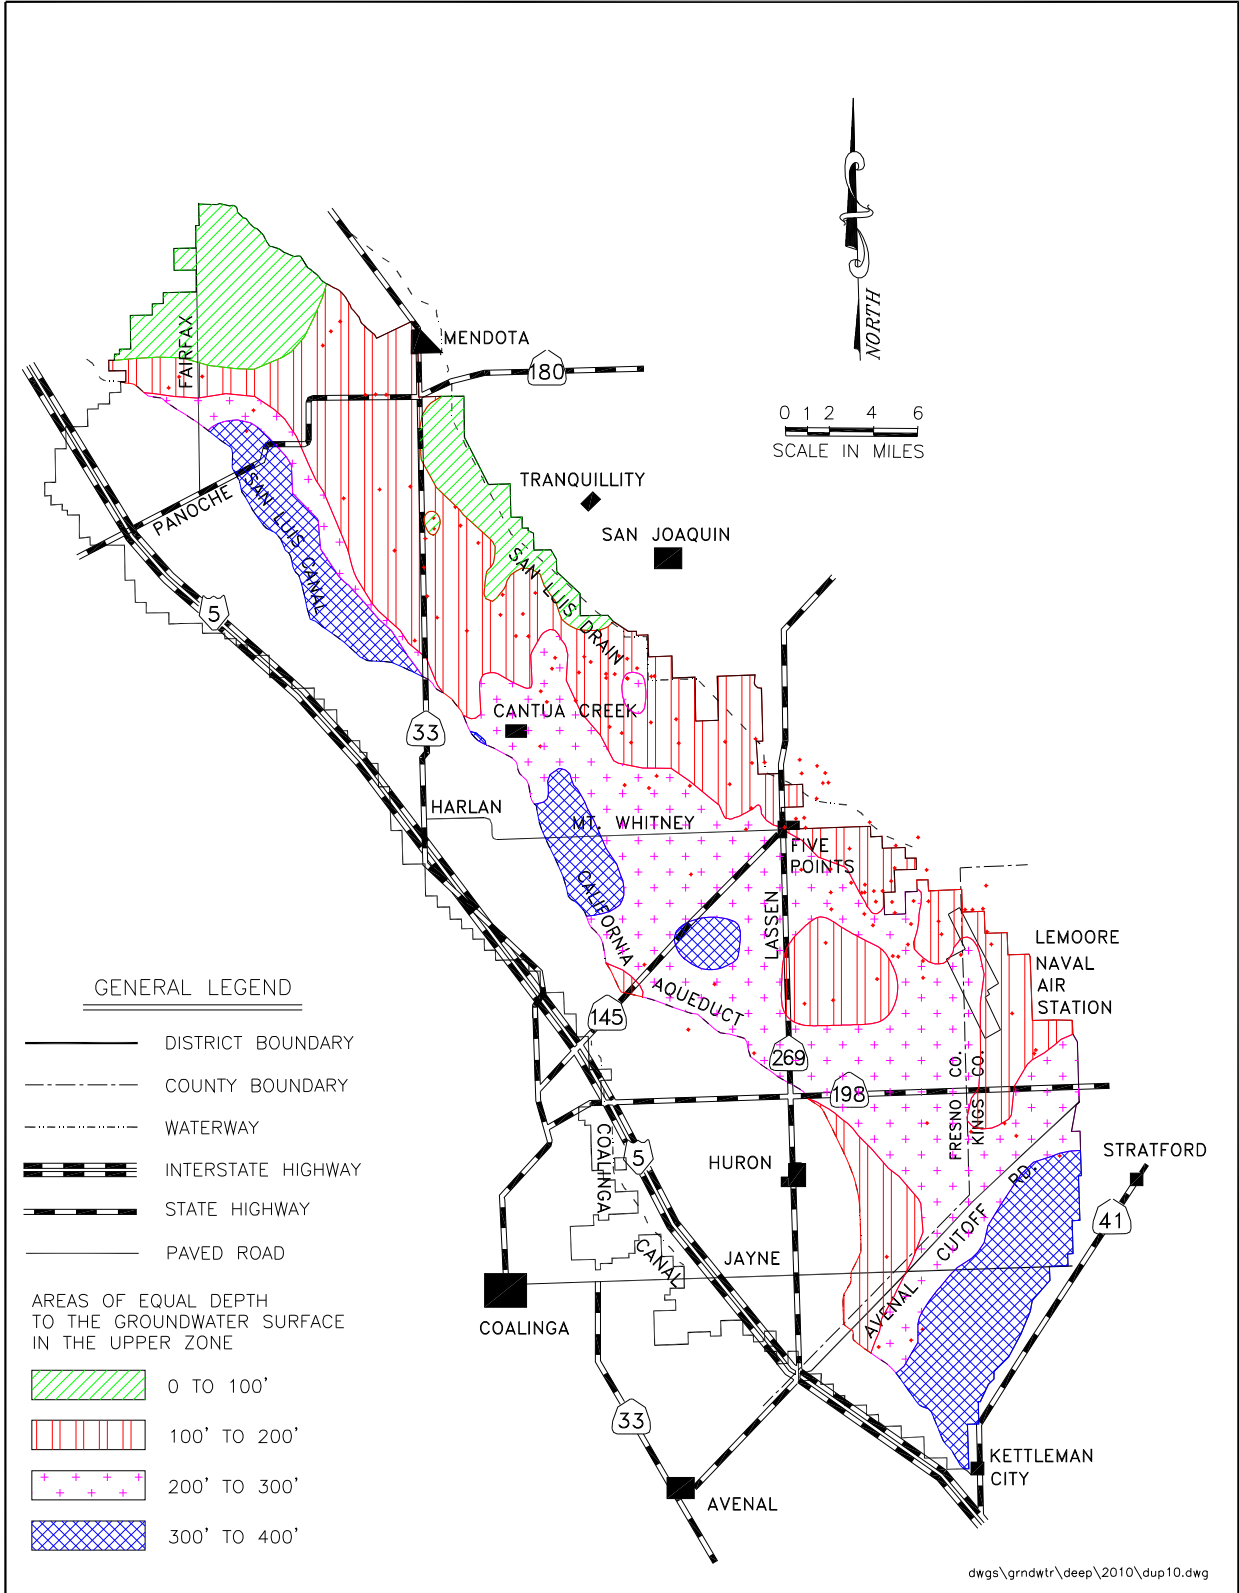 NORTH
MENDOTA
180
FAIRFAX
0 1 2 4 6
SCALE IN MILES
TRANQUILLITY
PANOCHE
SAN LUIS CANAL
SAN JOAQUIN
SAN LUIS DRAIN
5
CANTUA CREEK
33
HARLAN
MT. WHITNEY
FIVE
POINTS
CALIFORNIA
AQUEDUCT
LASSEN
LEMOORE
NAVAL
AIR
STATION
145
269
198
FRESNO CO.
KINGS CO.
COALINGA
CANAL
5
HURON
STRATFORD
41
AVENAL CUTOFF RD.
JAYNE
COALINGA
33
AVENAL
KETTLEMAN
CITY
GENERAL LEGEND
DISTRICT BOUNDARY
COUNTY BOUNDARY
WATERWAY
INTERSTATE HIGHWAY
STATE HIGHWAY
PAVED ROAD
AREAS OF EQUAL DEPTH
TO THE GROUNDWATER SURFACE
IN THE UPPER ZONE
0 TO 100'
100' TO 200'
200' TO 300'
300' TO 400'
dwgs\grndwtr\deep\2010\dup10.dwg